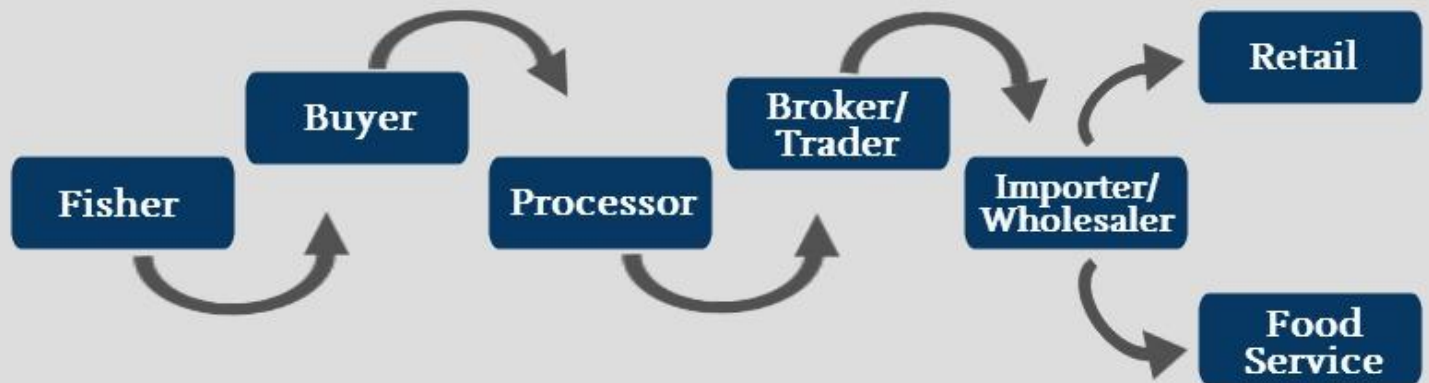 Fisher
Buyer
Processor
Broker/
Trader
Importer/
Wholesaler
Retail
Food
Service